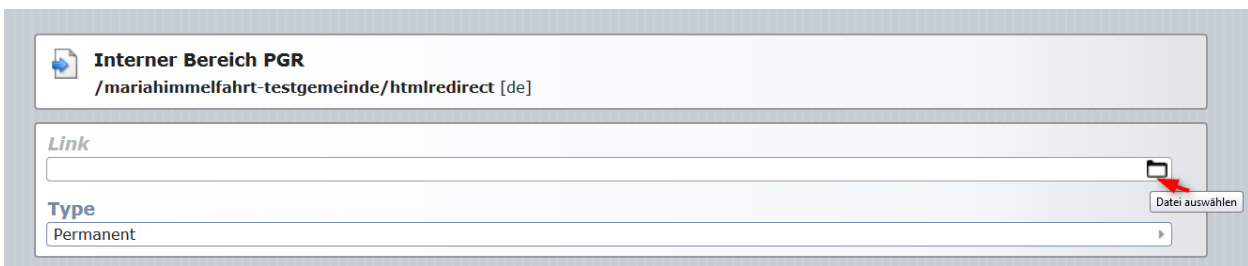 Interner Bereich PGR
/mariahimmelfahrt-testgemeinde/htmlredirect [de]
Link
Datei auswählen
Type
Permanent